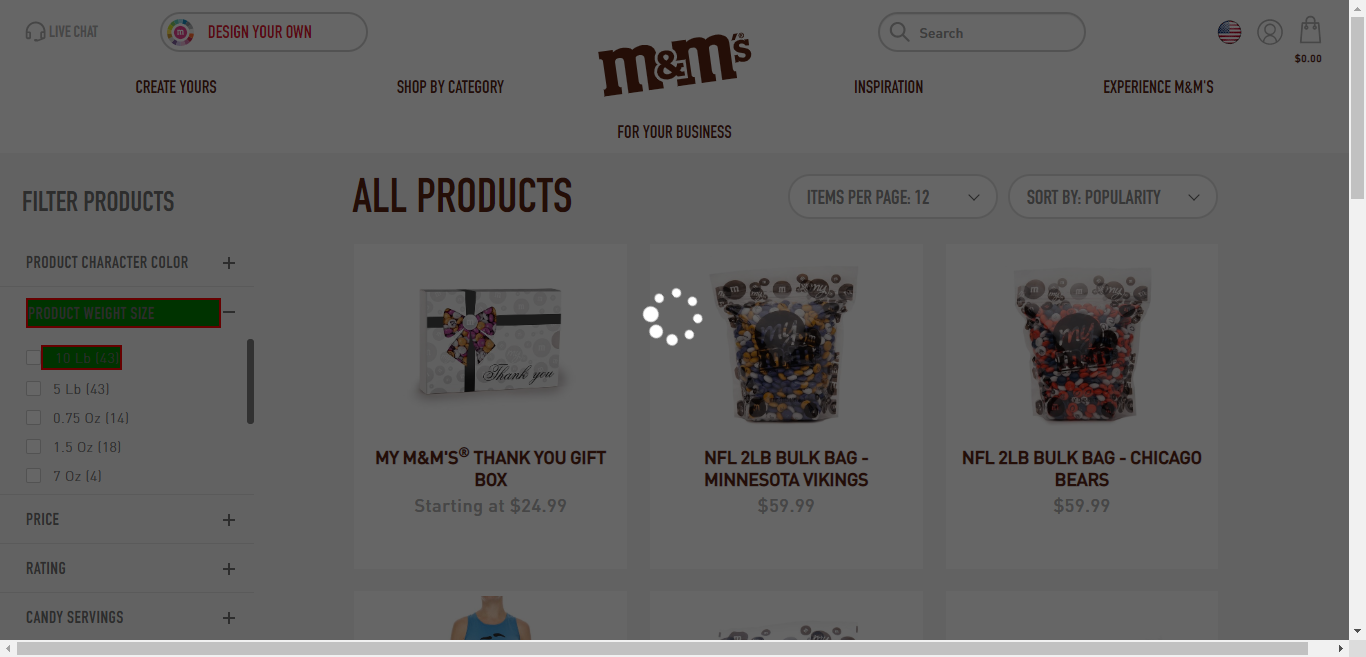 LIVE CHAT
DESIGN YOUR OWN
m&m's®
Search
$0.00
CREATE YOURS
SHOP BY CATEGORY
INSPIRATION
EXPERIENCE M&M'S
FOR YOUR BUSINESS
FILTER PRODUCTS
PRODUCT CHARACTER COLOR
PRODUCT WEIGHT SIZE
10 Lb (43)
5 Lb (43)
0.75 Oz (14)
1.5 Oz (18)
7 Oz (4)
PRICE
RATING
CANDY SERVINGS
ALL PRODUCTS
ITEMS PER PAGE: 12
SORT BY: POPULARITY
Thank you
my
my
MY M&M'S® THANK YOU GIFT
BOX
Starting at $24.99
NFL 2LB BULK BAG -
MINNESOTA VIKINGS
$59.99
NFL 2LB BULK BAG - CHICAGO
BEARS
$59.99